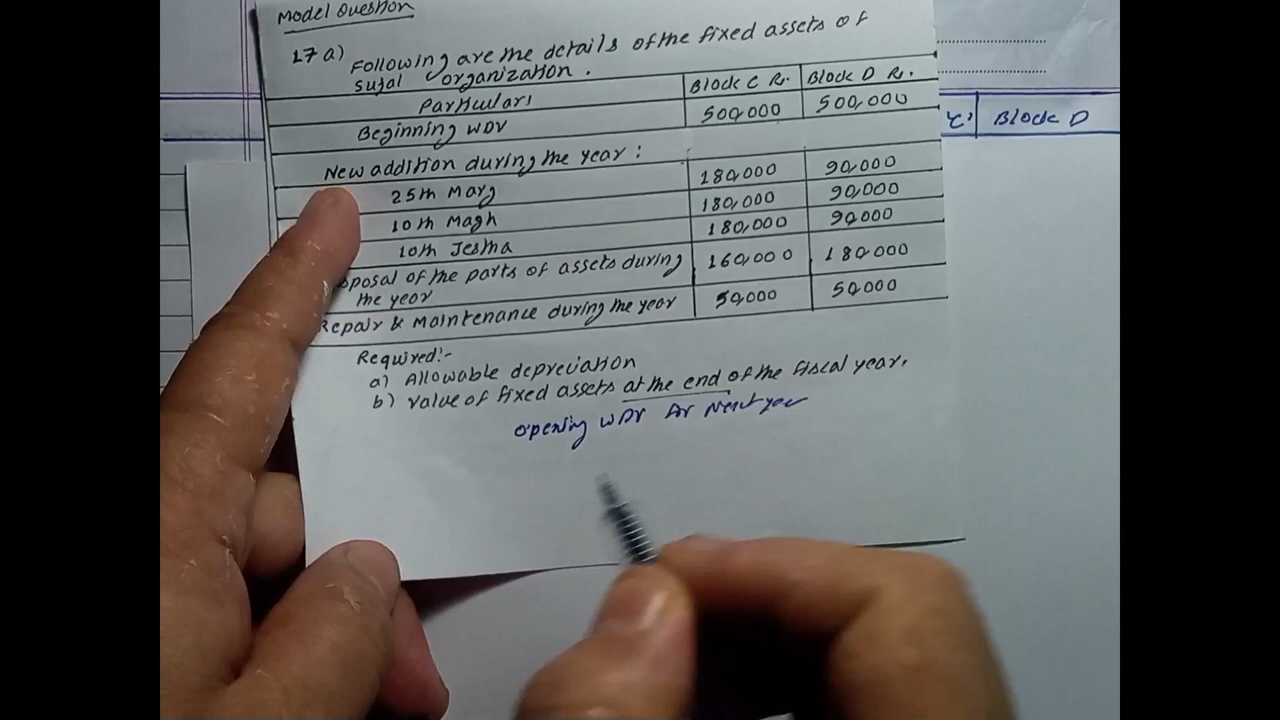 Model Question
17 a) Following are the details of the fixed assets of
sujal organization.
Particulars Block C Rs. Block D Rs.
Beginning WDV 500,000 500,000
New addition during the year:
25th Marg 180,000 90,000
10th Magh 180,000 90,000
10th Jestha 180,000 90,000
sposal of the parts of assets during
the year 160,000 180,000
Repair & Maintenance during the year 50,000 50,000
Required:-
a) Allowable depreciation
b) value of fixed assets at the end of the fiscal year.
opening WDV for Next year
'C' Block D